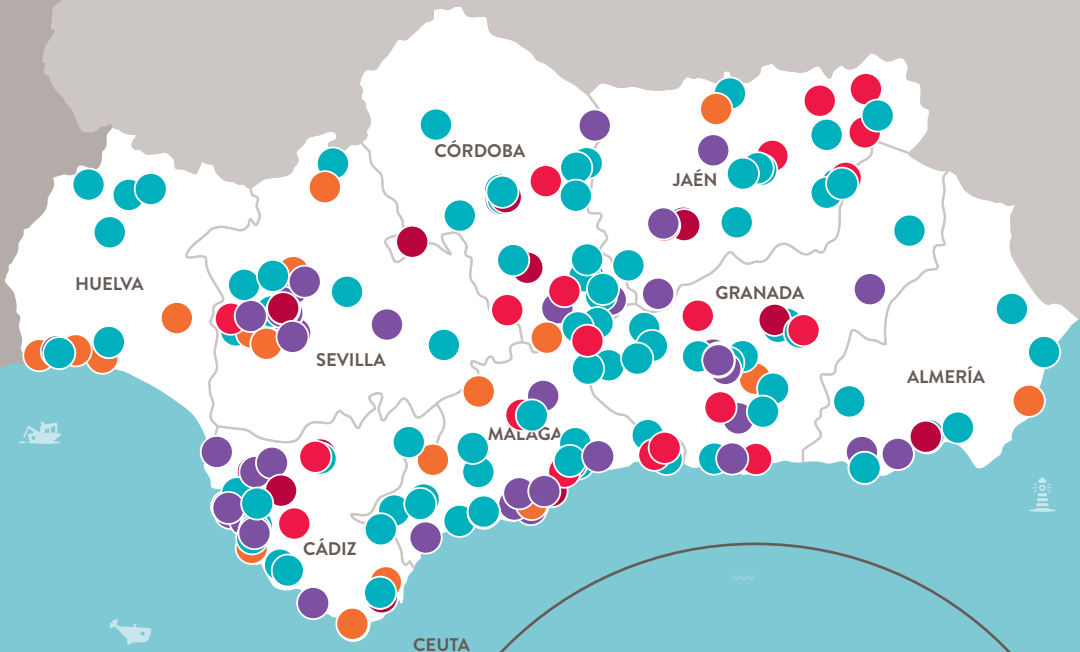 CÓRDOBA
JAÉN
HUELVA
GRANADA
SEVILLA
ALMERÍA
MÁLAGA
CÁDIZ
CEUTA